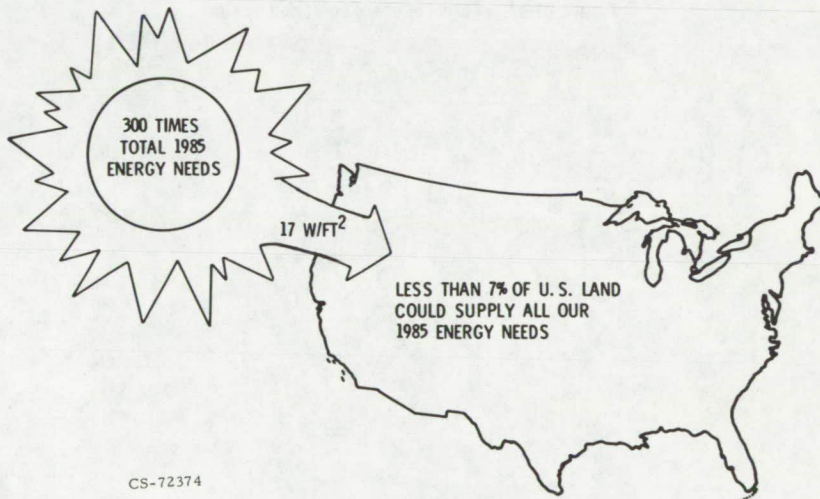 300 TIMES
TOTAL 1985
ENERGY NEEDS
17 W/FT²
LESS THAN 7% OF U.S. LAND
COULD SUPPLY ALL OUR
1985 ENERGY NEEDS
CS-72374